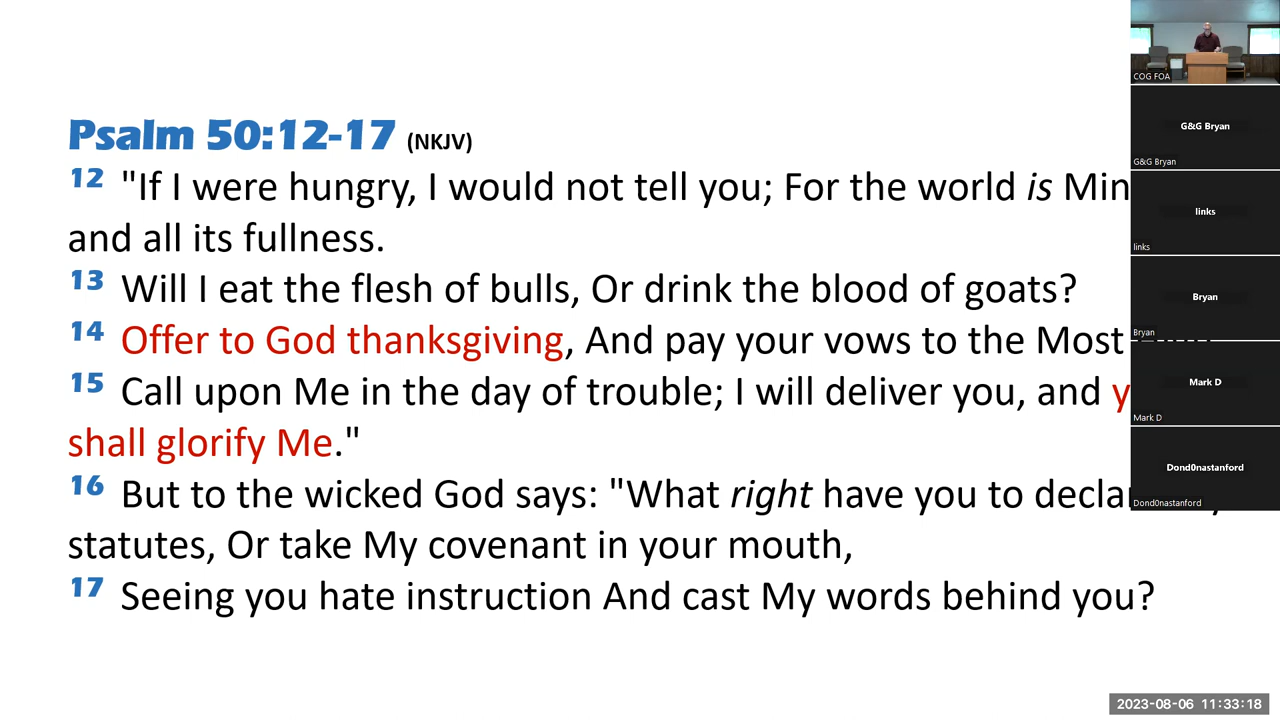 Psalm 50:12-17 (NKJV)
12 "If I were hungry, I would not tell you; For the world is
and all its fullness.
13 Will I eat the flesh of bulls, Or drink the blood of goats?
14 Offer to God thanksgiving, And pay your vows to the Most
15 Call upon Me in the day of trouble; I will deliver you, and
shall glorify Me."
16 But to the wicked God says: "What right have you to
statutes, Or take My covenant in your mouth,
17 Seeing you hate instruction And cast My words behind you?
COG FOA
G&G Bryan
G&G Bryan
links
links
Bryan
Bryan
Mark D
Mark D
Dond0nastanford
Dond0nastanford
2023-08-06 11:33:18